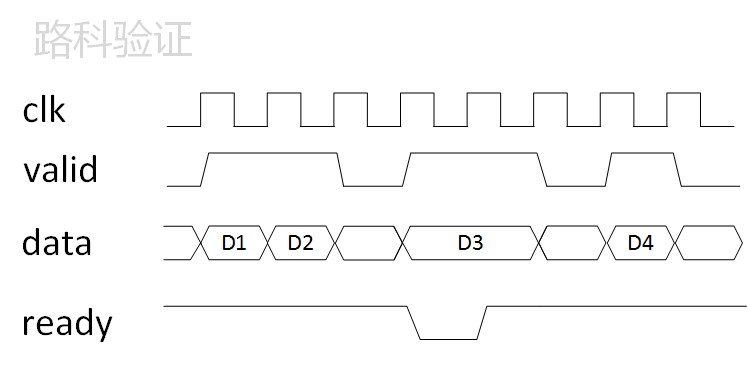 路科验证
clk
valid
data
D1 D2 D3 D4
ready